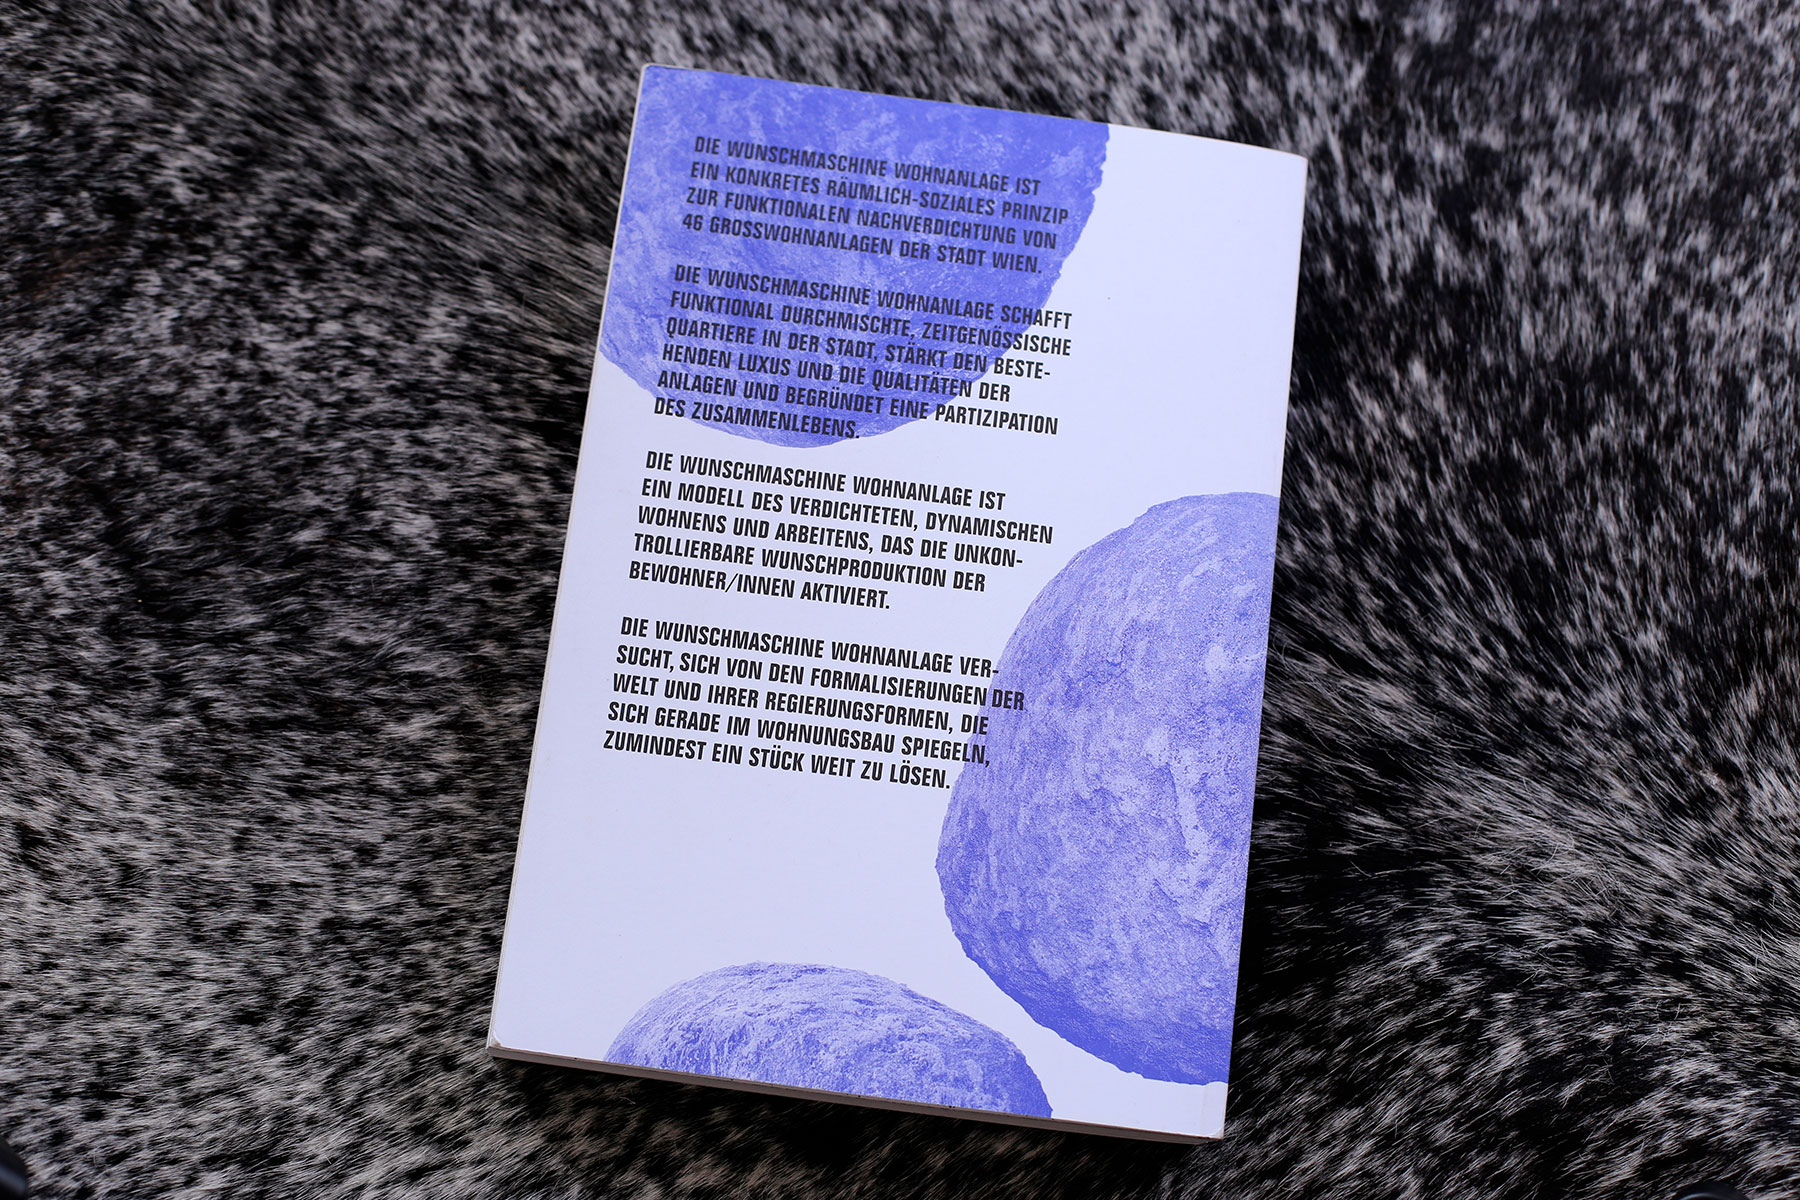 DIE WUNSCHMASCHINE WOHNANLAGE IST
EIN KONKRETES RÄUMLICH-SOZIALES PRINZIP
ZUR FUNKTIONALEN NACHVERDICHTUNG VON
46 GROSSWOHNANLAGEN DER STADT WIEN.
DIE WUNSCHMASCHINE WOHNANLAGE SCHAFFT
FUNKTIONAL DURCHMISCHTE, ZEITGENÖSSISCHE
QUARTIERE IN DER STADT, STÄRKT DEN BESTE-
HENDEN LUXUS UND DIE QUALITÄTEN DER
ANLAGEN UND BEGRÜNDET EINE PARTIZIPATION
DES ZUSAMMENLEBENS.
DIE WUNSCHMASCHINE WOHNANLAGE IST
EIN MODELL DES VERDICHTETEN, DYNAMISCHEN
WOHNENS UND ARBEITENS, DAS DIE UNKON-
TROLLIERBARE WUNSCHPRODUKTION DER
BEWOHNER/INNEN AKTIVIERT.
DIE WUNSCHMASCHINE WOHNANLAGE VER-
SUCHT, SICH VON DEN FORMALISIERUNGEN DER
WELT UND IHRER REGIERUNGSFORMEN, DIE
SICH GERADE IM WOHNUNGSBAU SPIEGELN,
ZUMINDEST EIN STÜCK WEIT ZU LÖSEN.